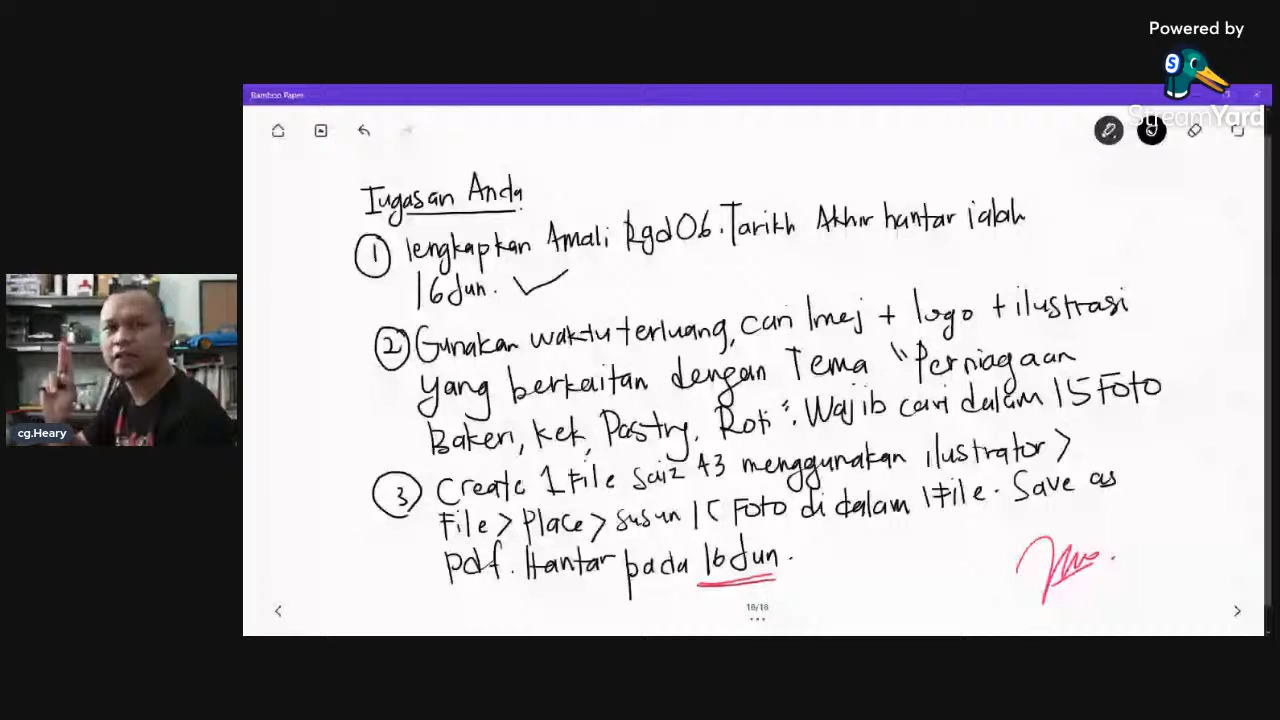 Powered by
StreamYard
Bamboo Paper
Tugasan Anda
1 lengkapkan Amali kgd06. Tarikh Akhir hantar ialah
16 Jun.
2 Gunakan waktu terluang, cari Imej + logo + ilustrasi
yang berkaitan dengan Tema "Perniagaan
Bakeri, kek, Pastry, Roti". Wajib cari dalam 15 Foto
3 Create 1 File saiz A3 menggunakan ilustrator >
File > Place > susun 15 Foto di dalam 1 File. Save as
pdf. Hantar pada 16 Jun.
18/18
cg.Heary